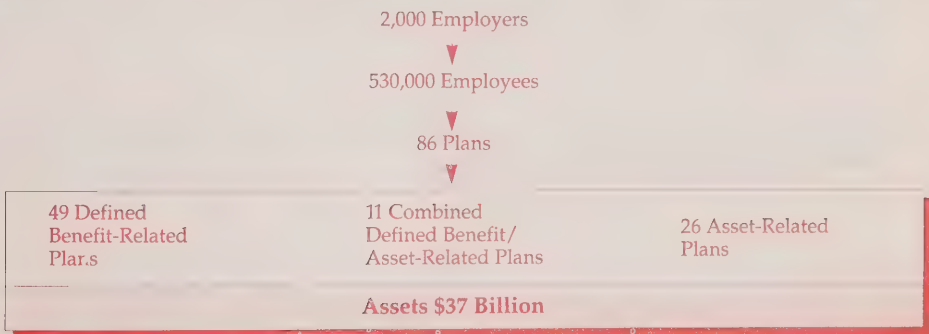 2,000 Employers
530,000 Employees
86 Plans
49 Defined
Benefit-Related
Plans
11 Combined
Defined Benefit/
Asset-Related Plans
26 Asset-Related
Plans
Assets $37 Billion